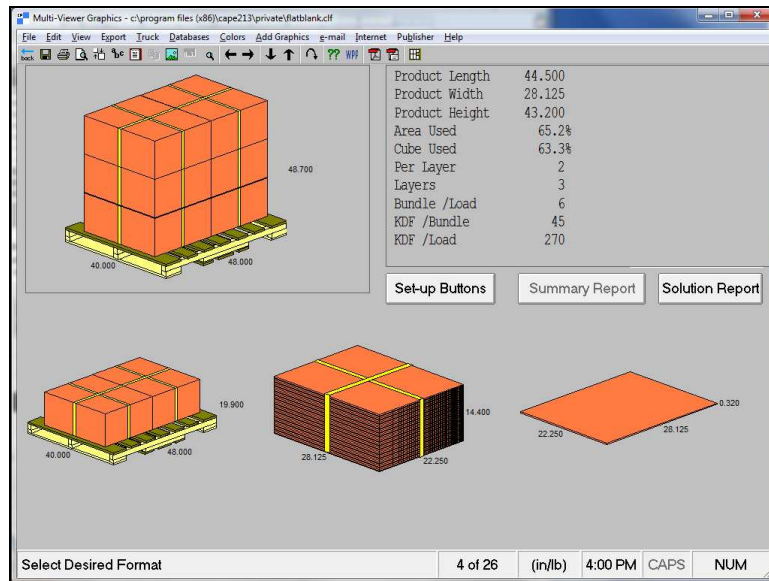 Multi-Viewer Graphics - c:\program files (x86)\cape213\private\flatblank.clf
File Edit View Export Truck Databases Colors Add Graphics e-mail Internet Publisher Help
back ?? WPF
Product Length 44.500
Product Width 28.125
Product Height 43.200
Area Used 65.2%
Cube Used 63.3%
Per Layer 2
Layers 3
Bundle /Load 6
KDF /Bundle 45
KDF /Load 270
48.700
40.000 48.000
Set-up Buttons Summary Report Solution Report
19.900
40.000 48.000
14.400
28.125 22.250
0.320
22.250 28.125
Select Desired Format 4 of 26 (in/lb) 4:00 PM CAPS NUM